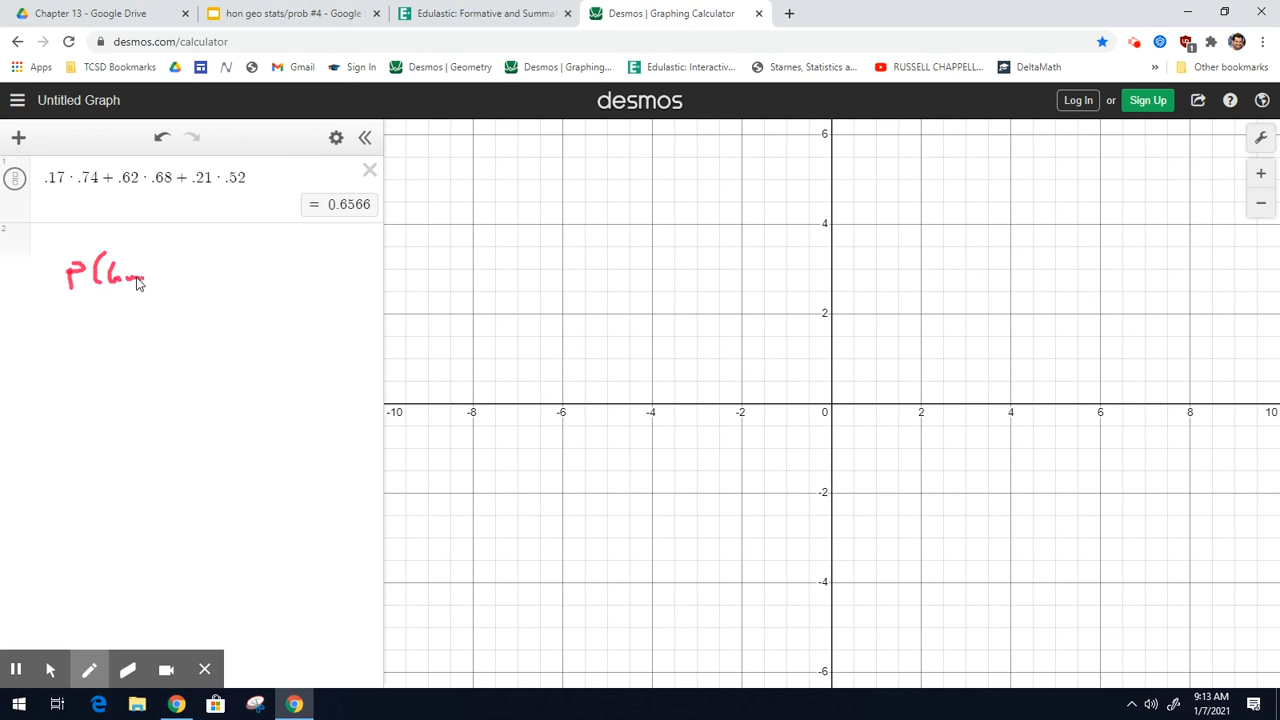 Chapter 13 - Google Drive
hon geo stats/prob #4 - Google
Edulastic: Formative and Summa
Desmos | Graphing Calculator
desmos.com/calculator
1
Apps
TCSD Bookmarks
Gmail
Sign In
Desmos | Geometry
Desmos | Graphing...
Edulastic: Interactiv...
Starnes, Statistics a...
RUSSELL CHAPPELL...
DeltaMath
»
Other bookmarks
Untitled Graph
desmos
Log In
or
Sign Up
1
.17 · .74 + .62 · .68 + .21 · .52
= 0.6566
2
6
4
2
-10
-8
-6
-4
-2
0
2
4
6
8
10
-2
-4
-6
9:13 AM
1/7/2021